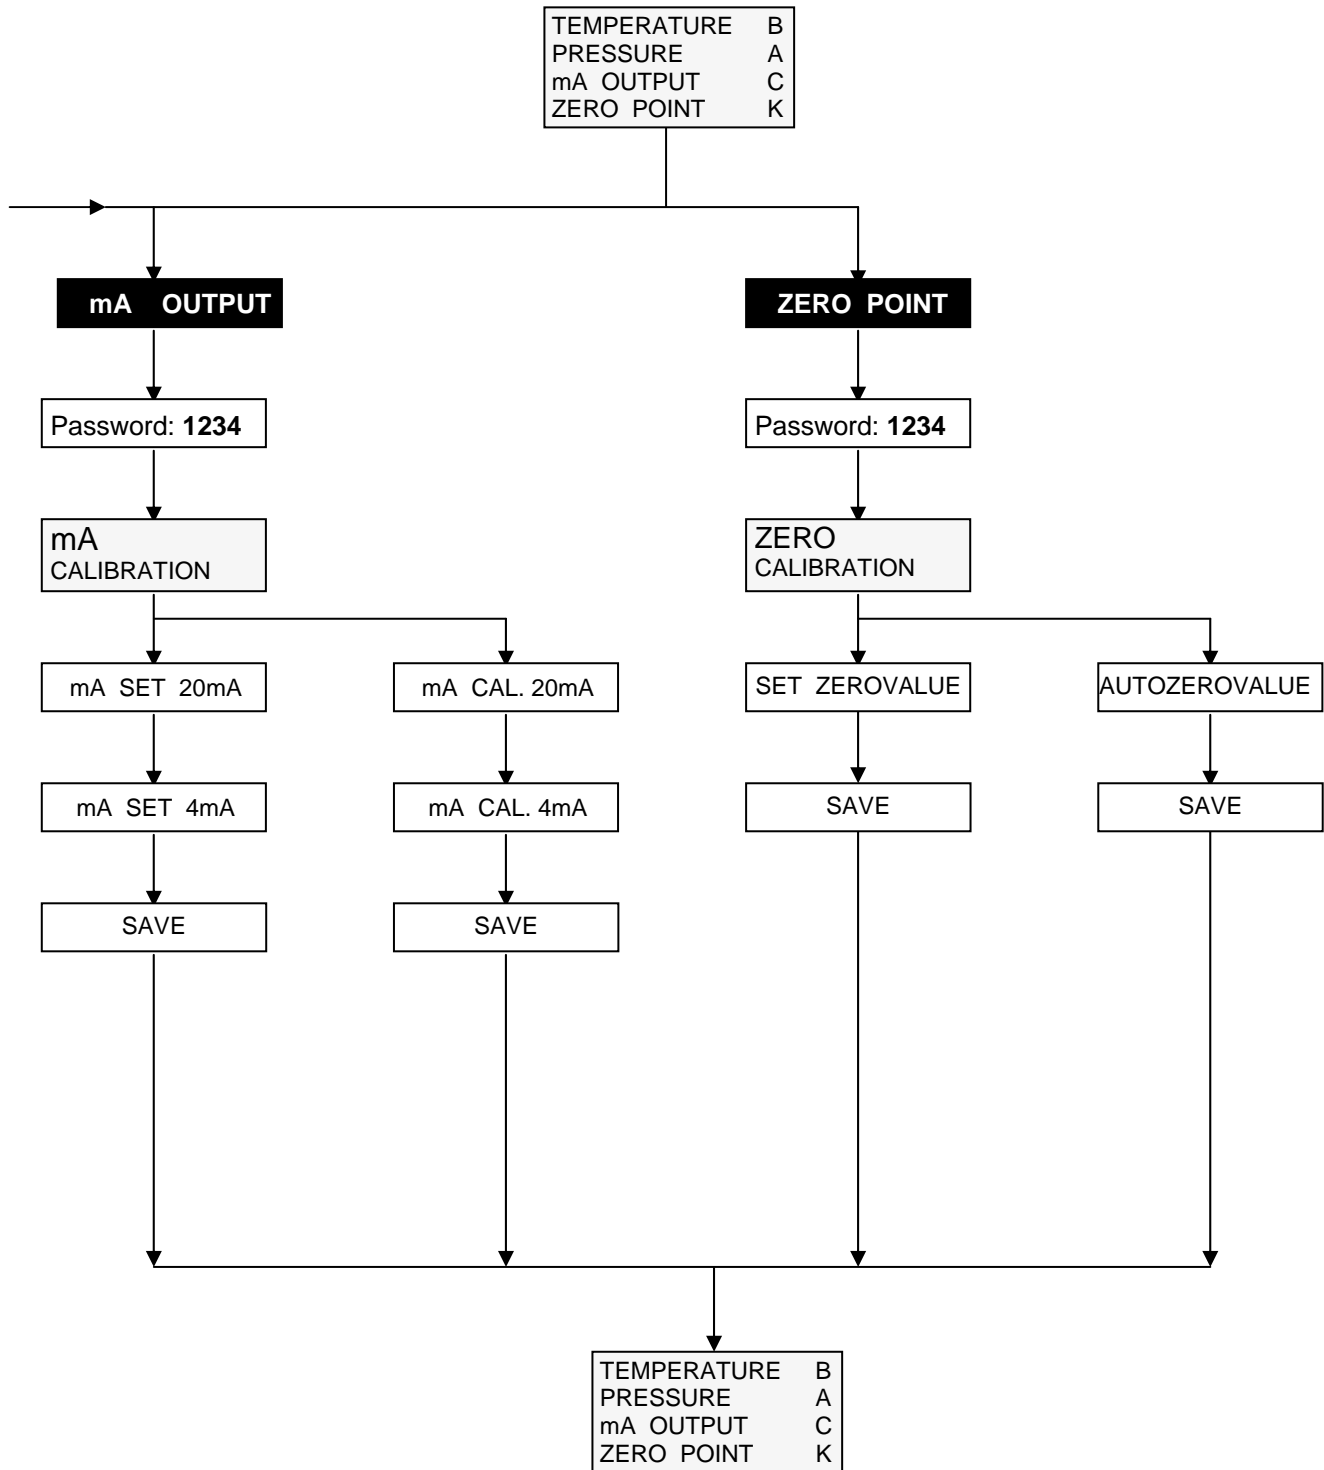 TEMPERATURE B
PRESSURE A
mA OUTPUT C
ZERO POINT K
mA OUTPUT
ZERO POINT
Password: 1234
Password: 1234
mA
CALIBRATION
ZERO
CALIBRATION
mA SET 20mA
mA CAL. 20mA
SET ZEROVALUE
AUTOZEROVALUE
mA SET 4mA
mA CAL. 4mA
SAVE
SAVE
SAVE
SAVE
TEMPERATURE B
PRESSURE A
mA OUTPUT C
ZERO POINT K